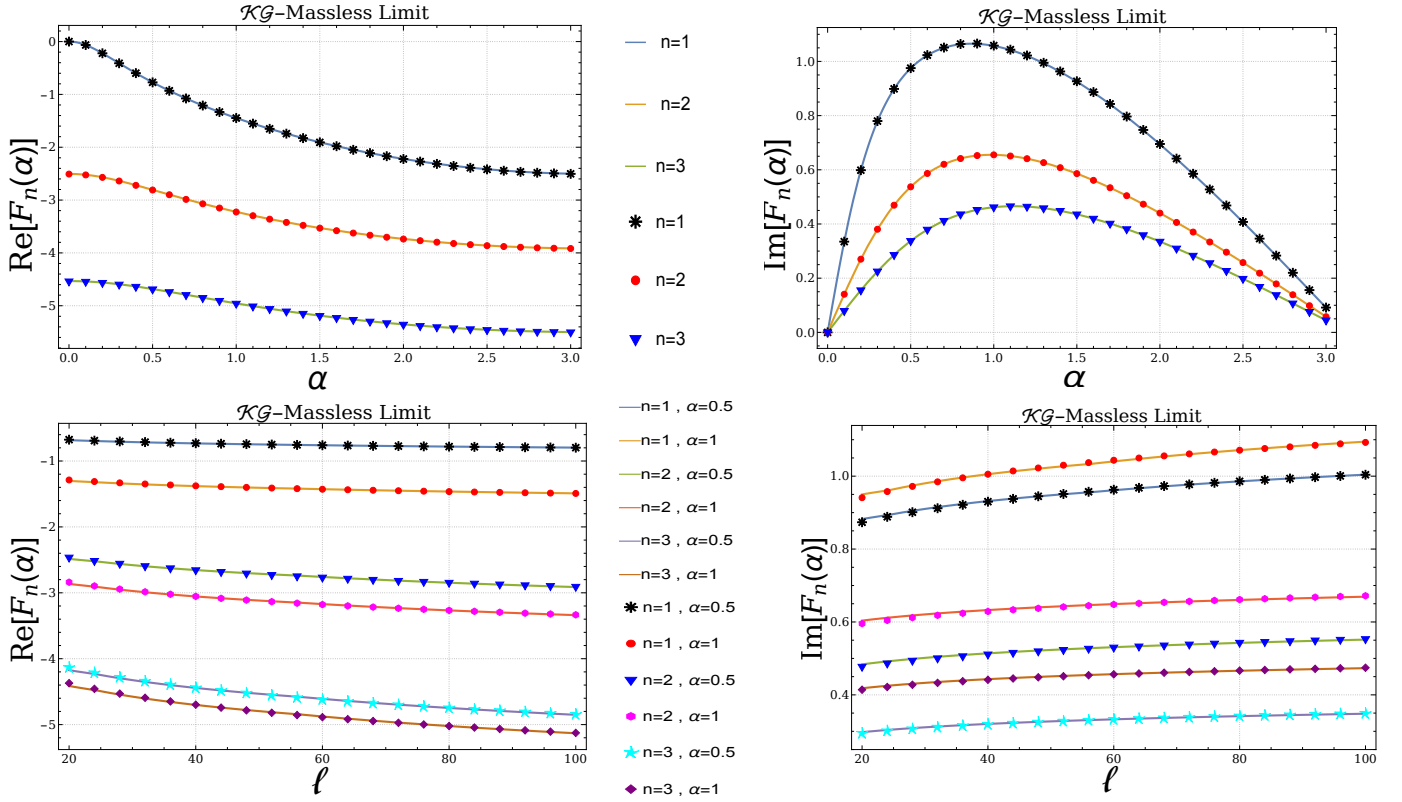 𝒦𝒢–Massless Limit
Re[Fn(α)]
0
−1
−2
−3
−4
−5
0.0 0.5 1.0 1.5 2.0 2.5 3.0
α
n=1
n=2
n=3
n=1
n=2
n=3
𝒦𝒢–Massless Limit
Im[Fn(α)]
1.0
0.8
0.6
0.4
0.2
0.0
0.0 0.5 1.0 1.5 2.0 2.5 3.0
α
𝒦𝒢–Massless Limit
Re[Fn(α)]
−1
−2
−3
−4
−5
20 40 60 80 100
ℓ
n=1 , α=0.5
n=1 , α=1
n=2 , α=0.5
n=2 , α=1
n=3 , α=0.5
n=3 , α=1
n=1 , α=0.5
n=1 , α=1
n=2 , α=0.5
n=2 , α=1
n=3 , α=0.5
n=3 , α=1
𝒦𝒢–Massless Limit
Im[Fn(α)]
1.0
0.8
0.6
0.4
20 40 60 80 100
ℓ